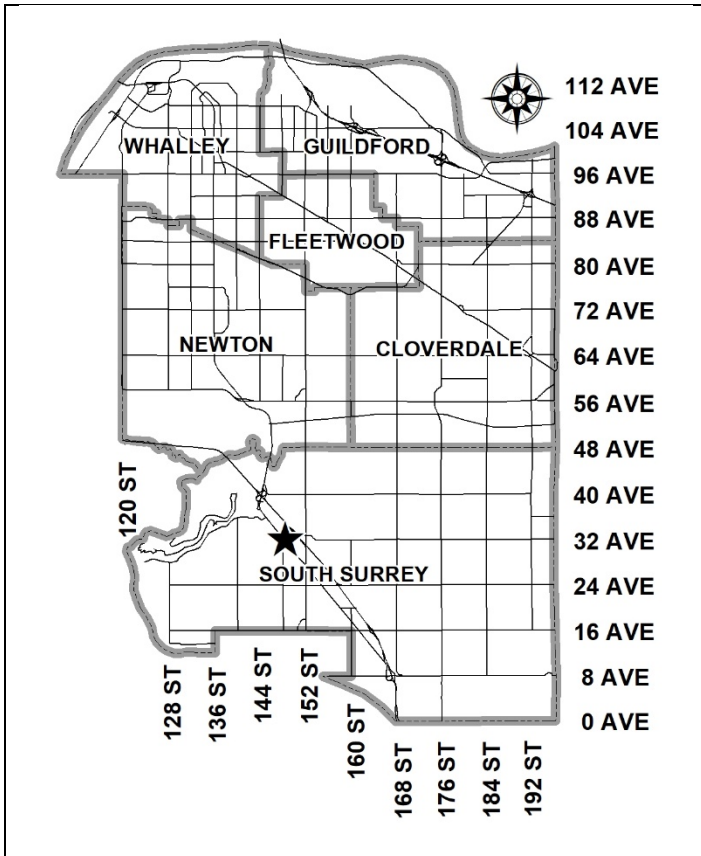 112 AVE
104 AVE
WHALLEY
GUILDFORD
96 AVE
88 AVE
FLEETWOOD
80 AVE
72 AVE
NEWTON
CLOVERDALE
64 AVE
56 AVE
48 AVE
120 ST
40 AVE
32 AVE
SOUTH SURREY
24 AVE
16 AVE
128 ST
136 ST
144 ST
152 ST
160 ST
8 AVE
0 AVE
168 ST
176 ST
184 ST
192 ST